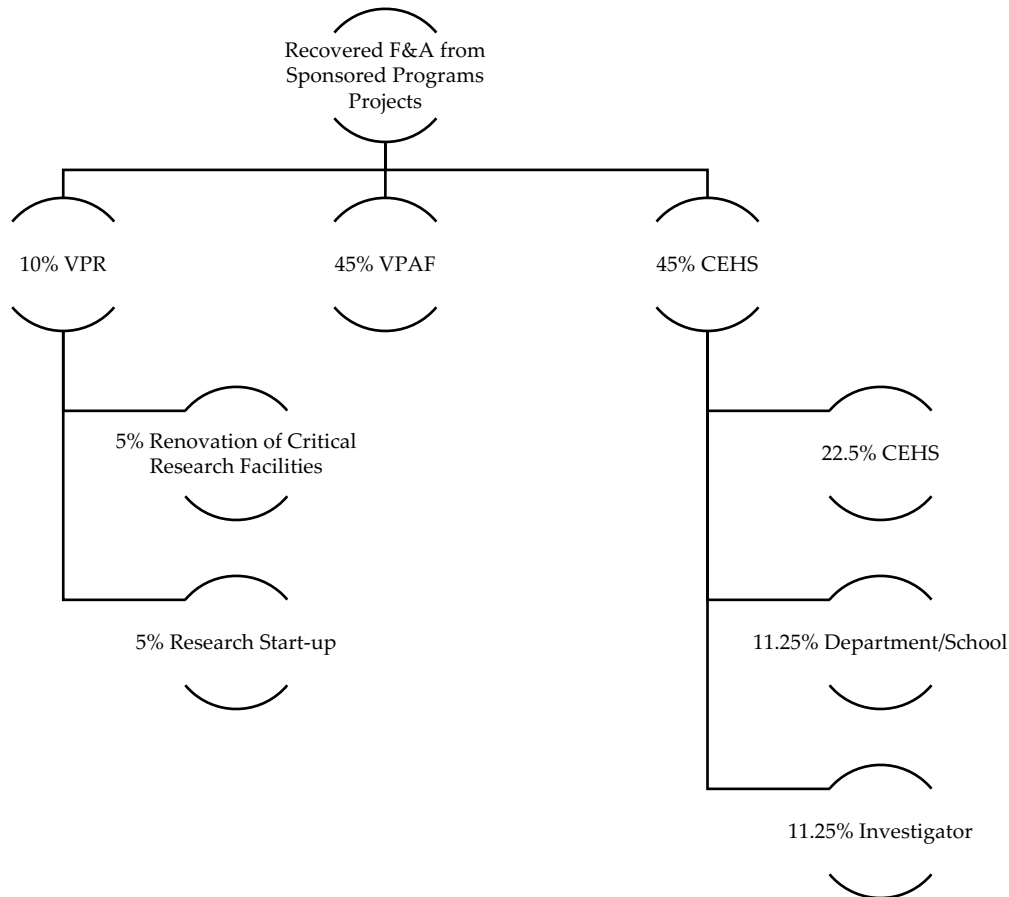 Recovered F&A from
Sponsored Programs
Projects
10% VPR
45% VPAF
45% CEHS
5% Renovation of Critical
Research Facilities
22.5% CEHS
5% Research Start-up
11.25% Department/School
11.25% Investigator